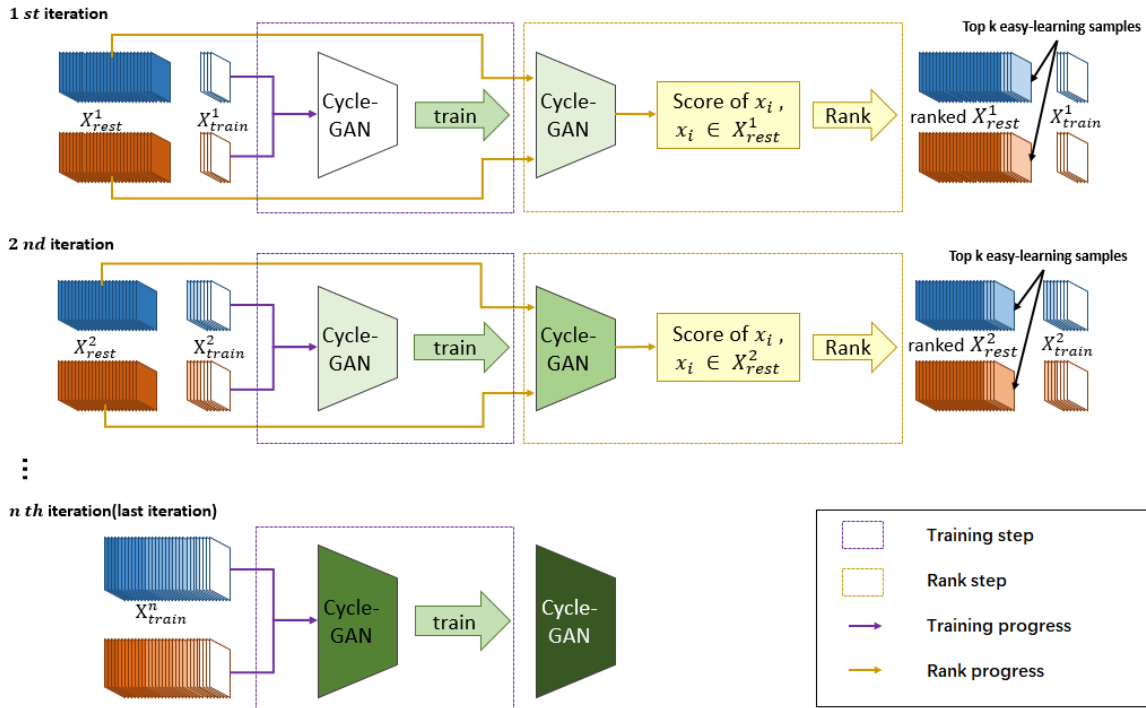 1 st iteration
Top k easy-learning samples
X^1_rest
X^1_train
Cycle-
GAN
train
Cycle-
GAN
Score of x_i ,
x_i ∈ X^1_rest
Rank
ranked X^1_rest
X^1_train
2 nd iteration
Top k easy-learning samples
X^2_rest
X^2_train
Cycle-
GAN
train
Cycle-
GAN
Score of x_i ,
x_i ∈ X^2_rest
Rank
ranked X^2_rest
X^2_train
⋮
n th iteration(last iteration)
X^n_train
Cycle-
GAN
train
Cycle-
GAN
Training step
Rank step
Training progress
Rank progress